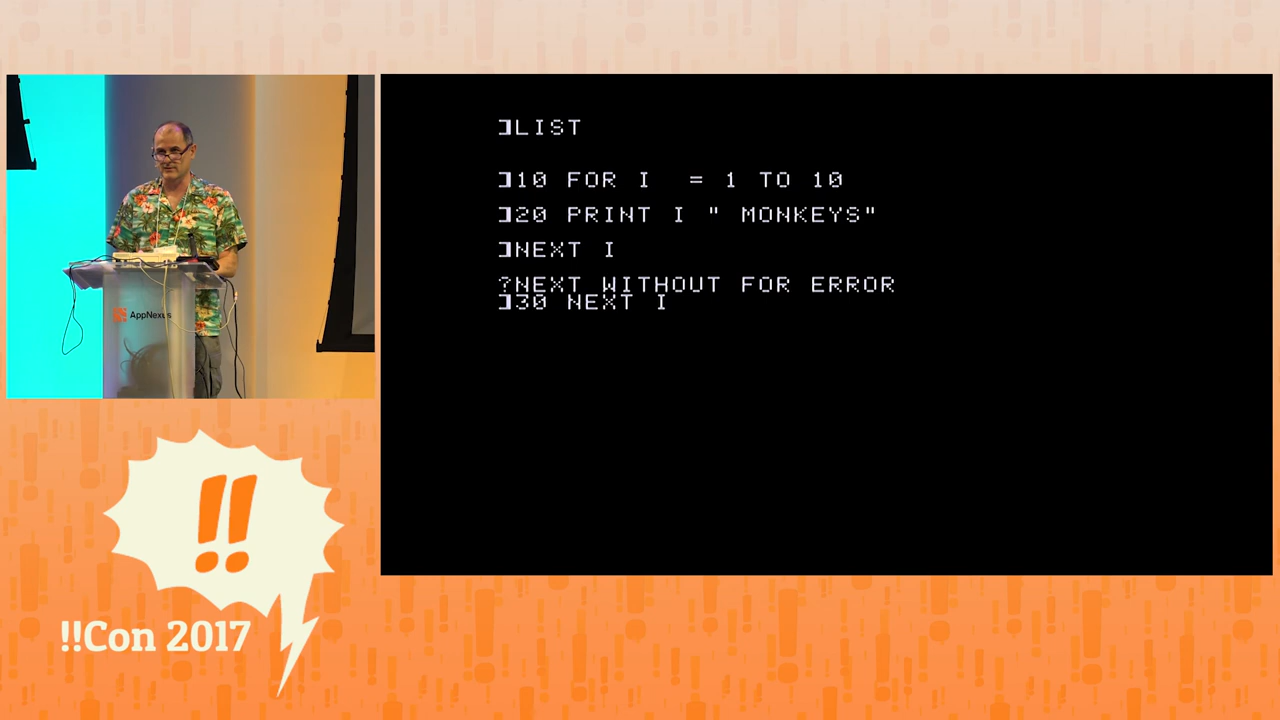 ]LIST
]10 FOR I  = 1 TO 10
]20 PRINT I " MONKEYS"
]NEXT I
?NEXT WITHOUT FOR ERROR
]30 NEXT I
AppNexus
!!
!!Con 2017